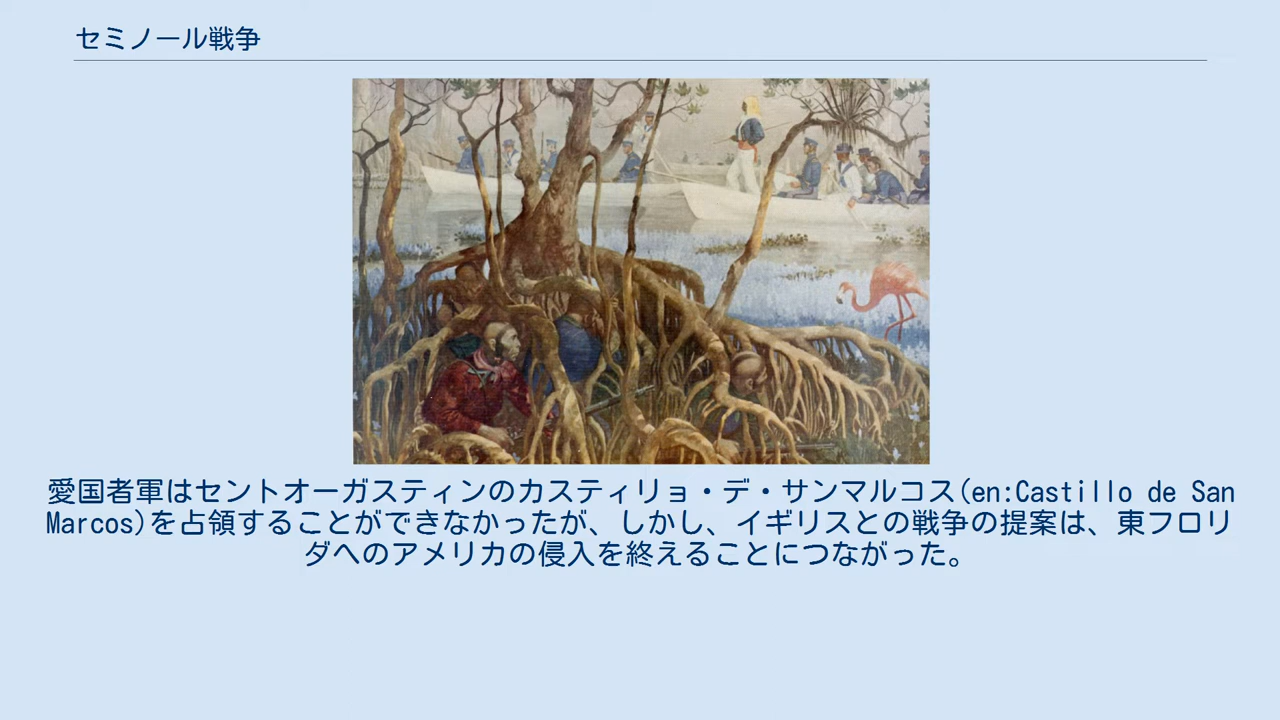 セミノール戦争
愛国者軍はセントオーガスティンのカスティリョ・デ・サンマルコス(en:Castillo de San
Marcos)を占領することができなかったが、しかし、イギリスとの戦争の提案は、東フロリ
ダへのアメリカの侵入を終えることにつながった。